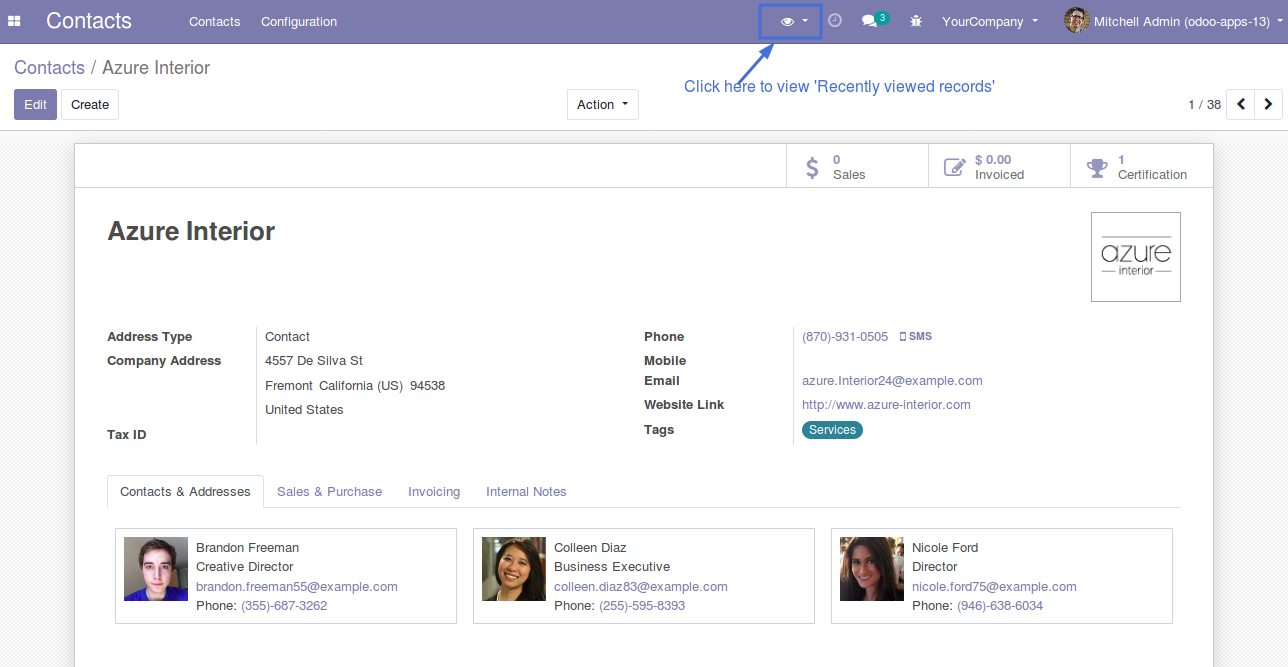 Contacts Contacts Configuration 3 YourCompany Mitchell Admin (odoo-apps-13)
Contacts / Azure Interior
Click here to view 'Recently viewed records'
Edit Create Action 1 / 38
0 $ 0.00 1
Sales Invoiced Certification
Azure Interior
azure
interior
Address Type Contact Phone (870)-931-0505 SMS
Company Address 4557 De Silva St Mobile
Fremont California (US) 94538 Email azure.Interior24@example.com
United States Website Link http://www.azure-interior.com
Tax ID Tags Services
Contacts & Addresses Sales & Purchase Invoicing Internal Notes
Brandon Freeman
Creative Director
brandon.freeman55@example.com
Phone: (355)-687-3262
Colleen Diaz
Business Executive
colleen.diaz83@example.com
Phone: (255)-595-8393
Nicole Ford
Director
nicole.ford75@example.com
Phone: (946)-638-6034